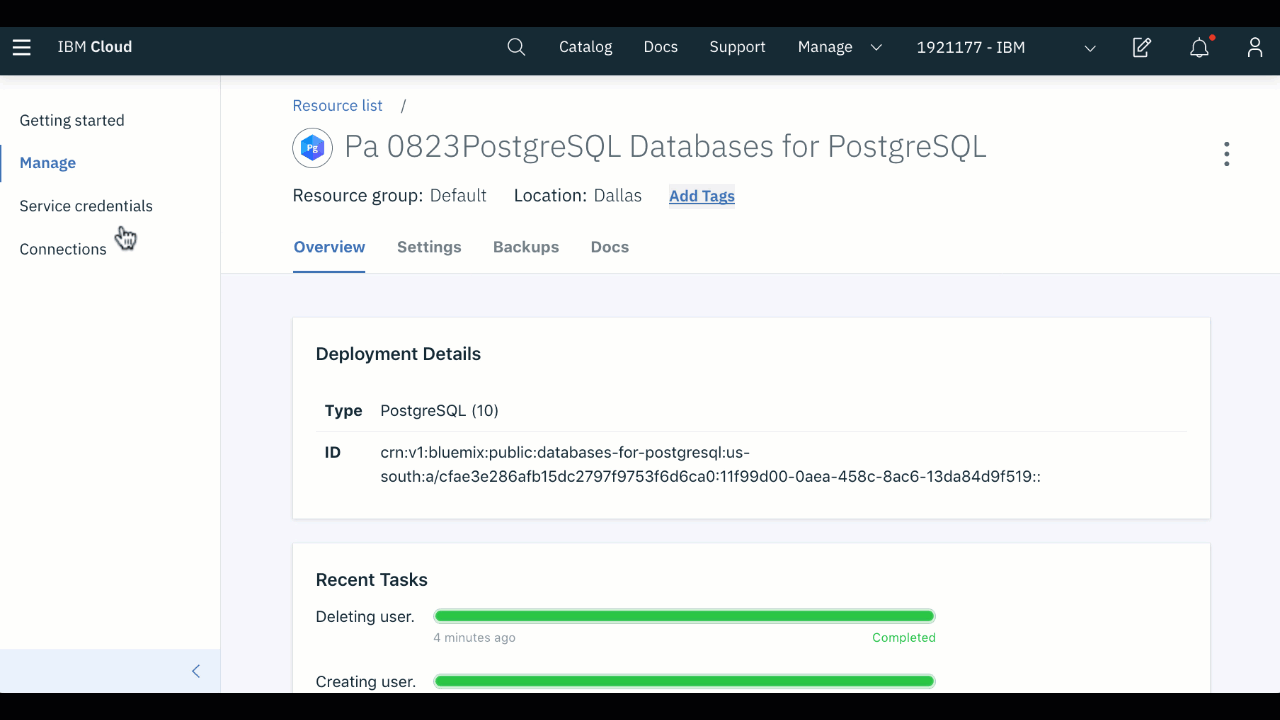 IBM Cloud
Catalog
Docs
Support
Manage
1921177 - IBM
Getting started
Manage
Service credentials
Connections
Resource list /
Pg
Pa 0823PostgreSQL Databases for PostgreSQL
Resource group: Default Location: Dallas Add Tags
Overview Settings Backups Docs
Deployment Details
Type PostgreSQL (10)
ID crn:v1:bluemix:public:databases-for-postgresql:us-
south:a/cfae3e286afb15dc2797f9753f6d6ca0:11f99d00-0aea-458c-8ac6-13da84d9f519::
Recent Tasks
Deleting user.
4 minutes ago Completed
Creating user.